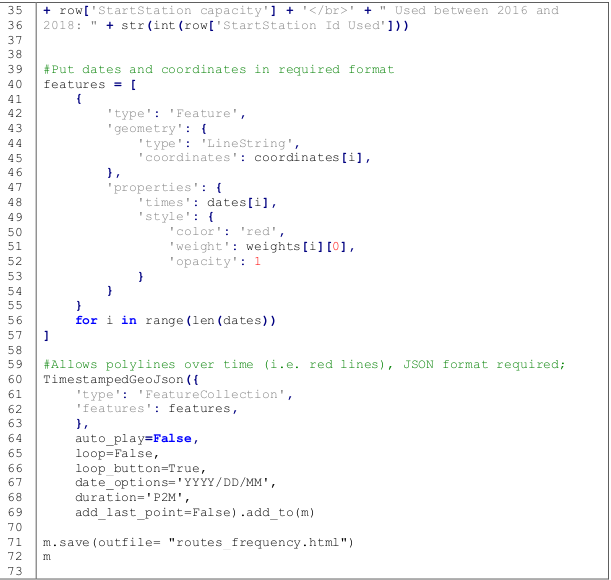 35 + row['StartStation capacity'] + '</br>' + " Used between 2016 and
36 2018: " + str(int(row['StartStation Id Used']))
37
38
39 #Put dates and coordinates in required format
40 features = [
41     {
42         'type': 'Feature',
43         'geometry': {
44             'type': 'LineString',
45             'coordinates': coordinates[i],
46         },
47         'properties': {
48             'times': dates[i],
49             'style': {
50                 'color': 'red',
51                 'weight': weights[i][0],
52                 'opacity': 1
53             }
54         }
55     }
56     for i in range(len(dates))
57 ]
58
59 #Allows polylines over time (i.e. red lines), JSON format required;
60 TimestampedGeoJson({
61     'type': 'FeatureCollection',
62     'features': features,
63     },
64     auto_play=False,
65     loop=False,
66     loop_button=True,
67     date_options='YYYY/DD/MM',
68     duration='P2M',
69     add_last_point=False).add_to(m)
70
71 m.save(outfile= "routes_frequency.html")
72 m
73